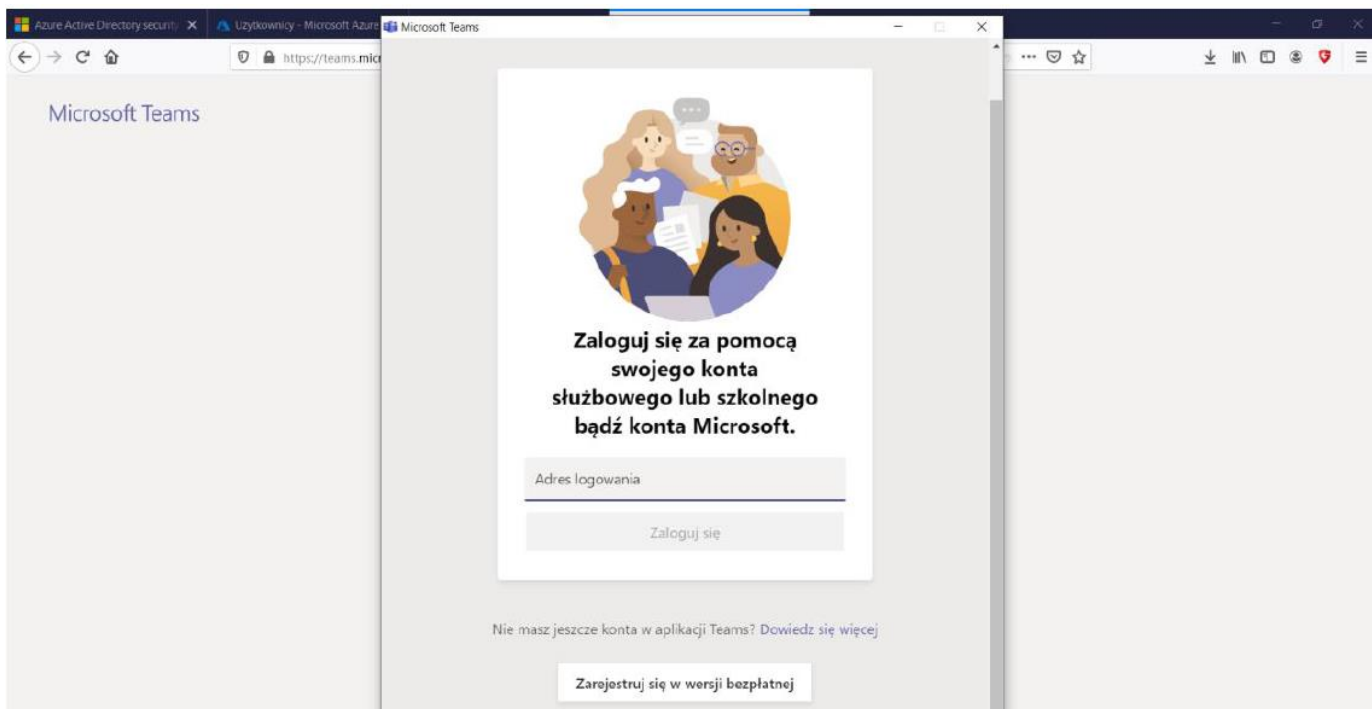 Azure Active Directory security
Użytkownicy - Microsoft Azure
Microsoft Teams
https://teams.micr
Microsoft Teams
Zaloguj się za pomocą
swojego konta
służbowego lub szkolnego
bądź konta Microsoft.
Adres logowania
Zaloguj się
Nie masz jeszcze konta w aplikacji Teams? Dowiedz się więcej
Zarejestruj się w wersji bezpłatnej